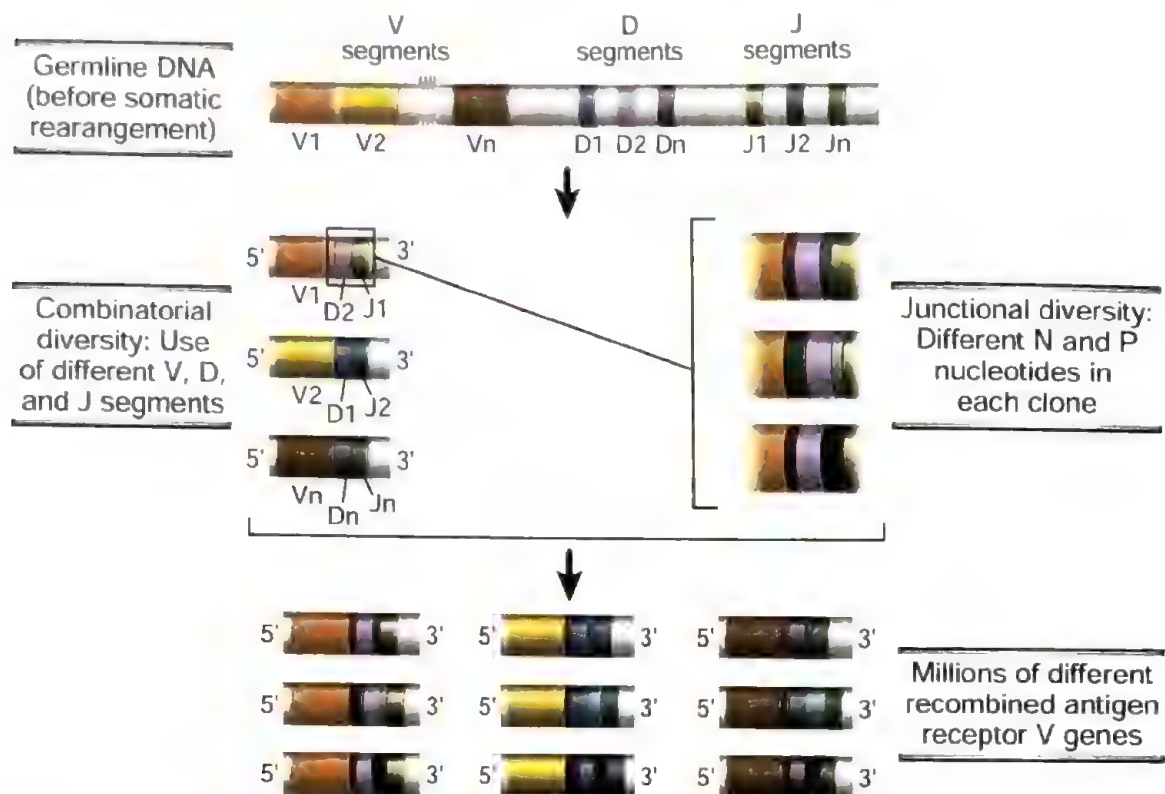 V
segments
D
segments
J
segments
Germline DNA
(before somatic
rearangement)
V1 V2 Vn D1 D2 Dn J1 J2 Jn
5' 3'
V1
D2 J1
Combinatorial
diversity: Use
of different V, D,
and J segments
5' 3'
V2
D1 J2
5' 3'
Vn
Dn Jn
Junctional diversity:
Different N and P
nucleotides in
each clone
5' 3' 5' 3' 5' 3'
5' 3' 5' 3' 5' 3'
5' 3' 5' 3' 5' 3'
Millions of different
recombined antigen
receptor V genes